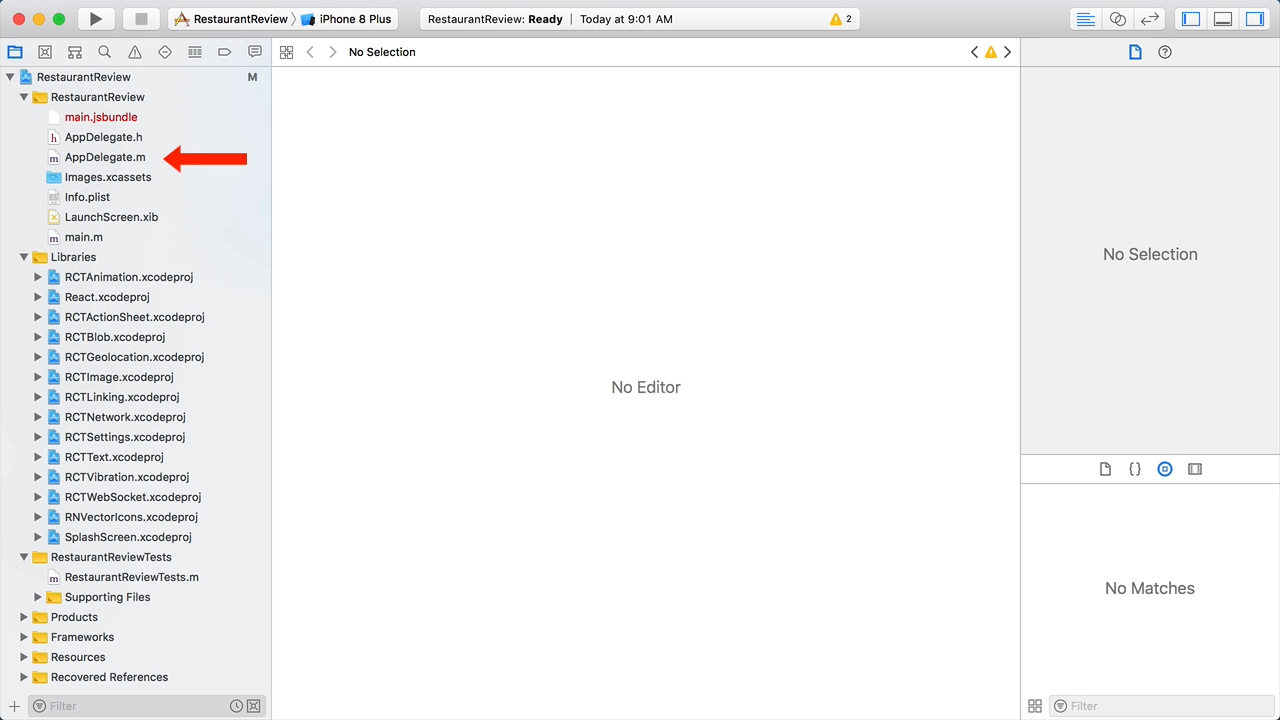 RestaurantReview iPhone 8 Plus RestaurantReview: Ready Today at 9:01 AM 2
No Selection
RestaurantReview M
RestaurantReview
main.jsbundle
AppDelegate.h
AppDelegate.m
Images.xcassets
Info.plist
LaunchScreen.xib
main.m
Libraries
RCTAnimation.xcodeproj
React.xcodeproj
RCTActionSheet.xcodeproj
RCTBlob.xcodeproj
RCTGeolocation.xcodeproj
RCTImage.xcodeproj
RCTLinking.xcodeproj
RCTNetwork.xcodeproj
RCTSettings.xcodeproj
RCTText.xcodeproj
RCTVibration.xcodeproj
RCTWebSocket.xcodeproj
RNVectorIcons.xcodeproj
SplashScreen.xcodeproj
RestaurantReviewTests
RestaurantReviewTests.m
Supporting Files
Products
Frameworks
Resources
Recovered References
Filter
No Editor
No Selection
No Matches
Filter